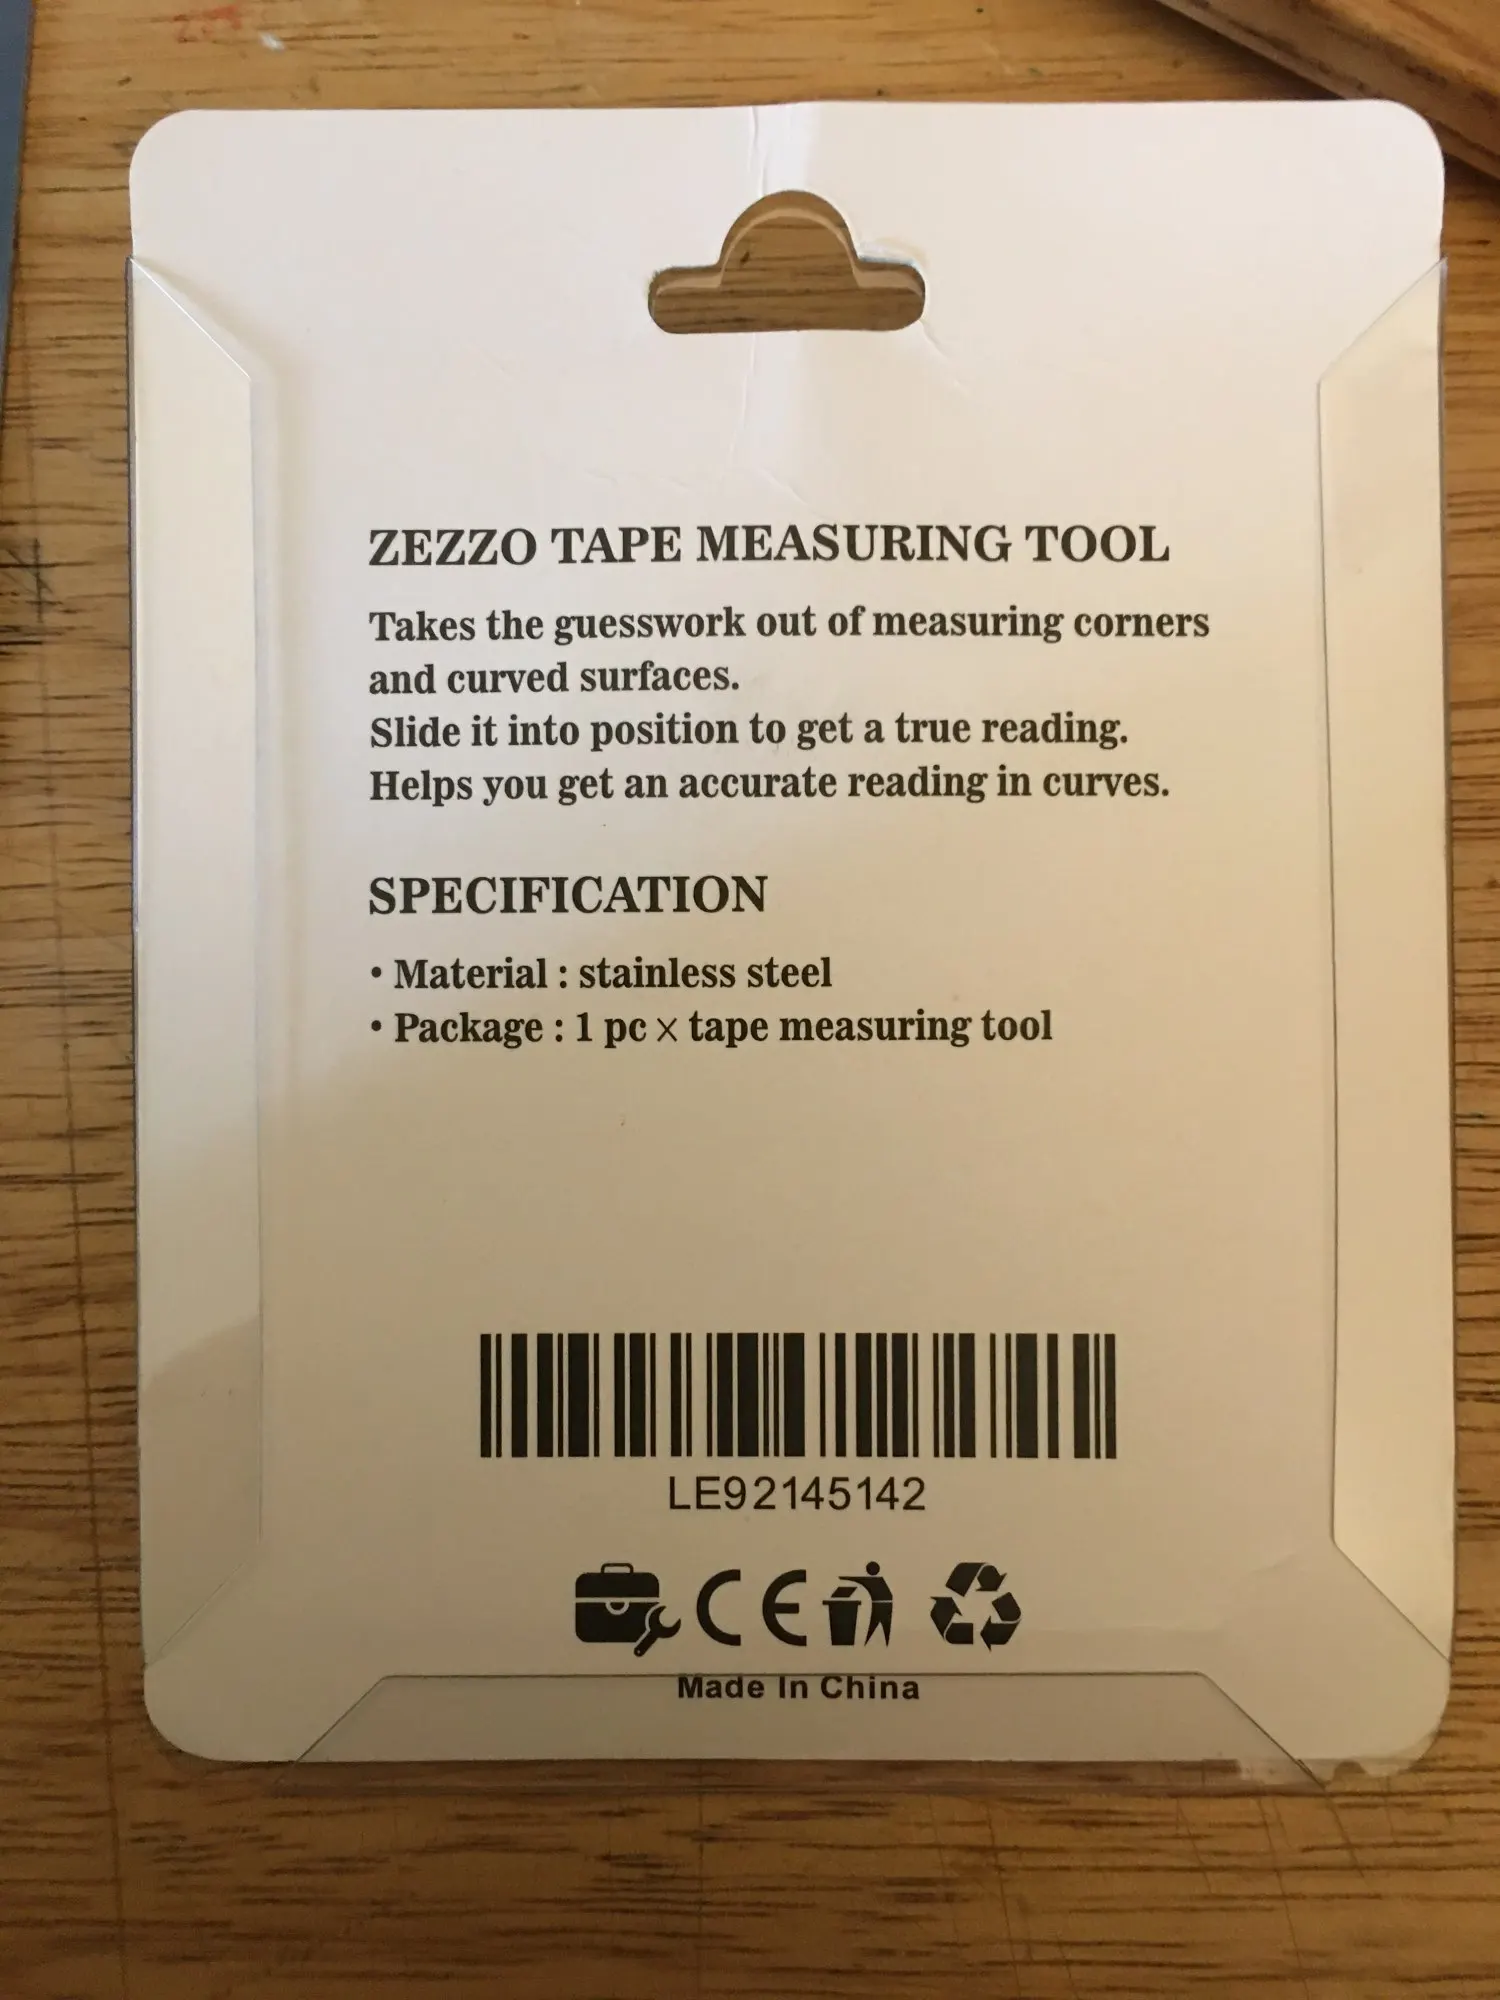 ZEZZO TAPE MEASURING TOOL
Takes the guesswork out of measuring corners
and curved surfaces.
Slide it into position to get a true reading.
Helps you get an accurate reading in curves.
SPECIFICATION
• Material : stainless steel
• Package : 1 pc × tape measuring tool
LE92145142
CE
Made In China